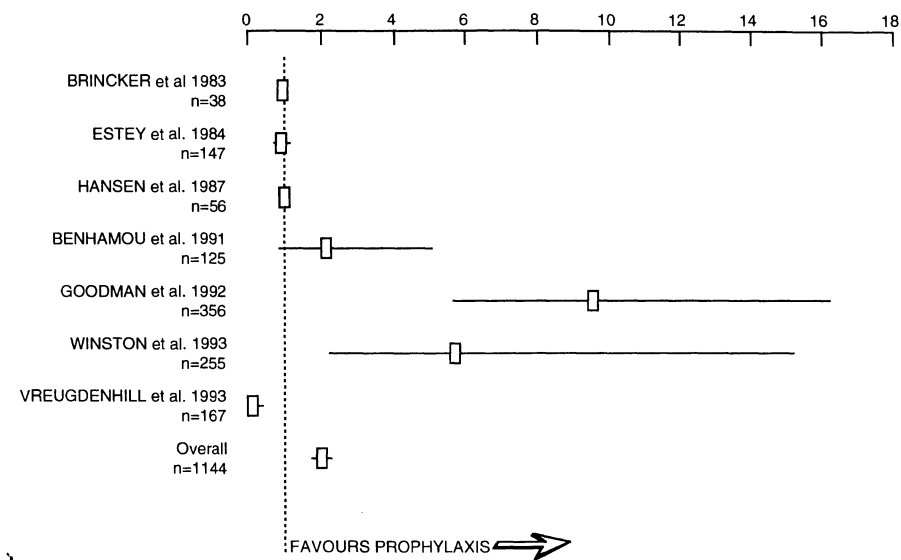 0 2 4 6 8 10 12 14 16 18
BRINCKER et al 1983
n=38
ESTEY et al. 1984
n=147
HANSEN et al. 1987
n=56
BENHAMOU et al. 1991
n=125
GOODMAN et al. 1992
n=356
WINSTON et al. 1993
n=255
VREUGDENHILL et al. 1993
n=167
Overall
n=1144
FAVOURS PROPHYLAXIS